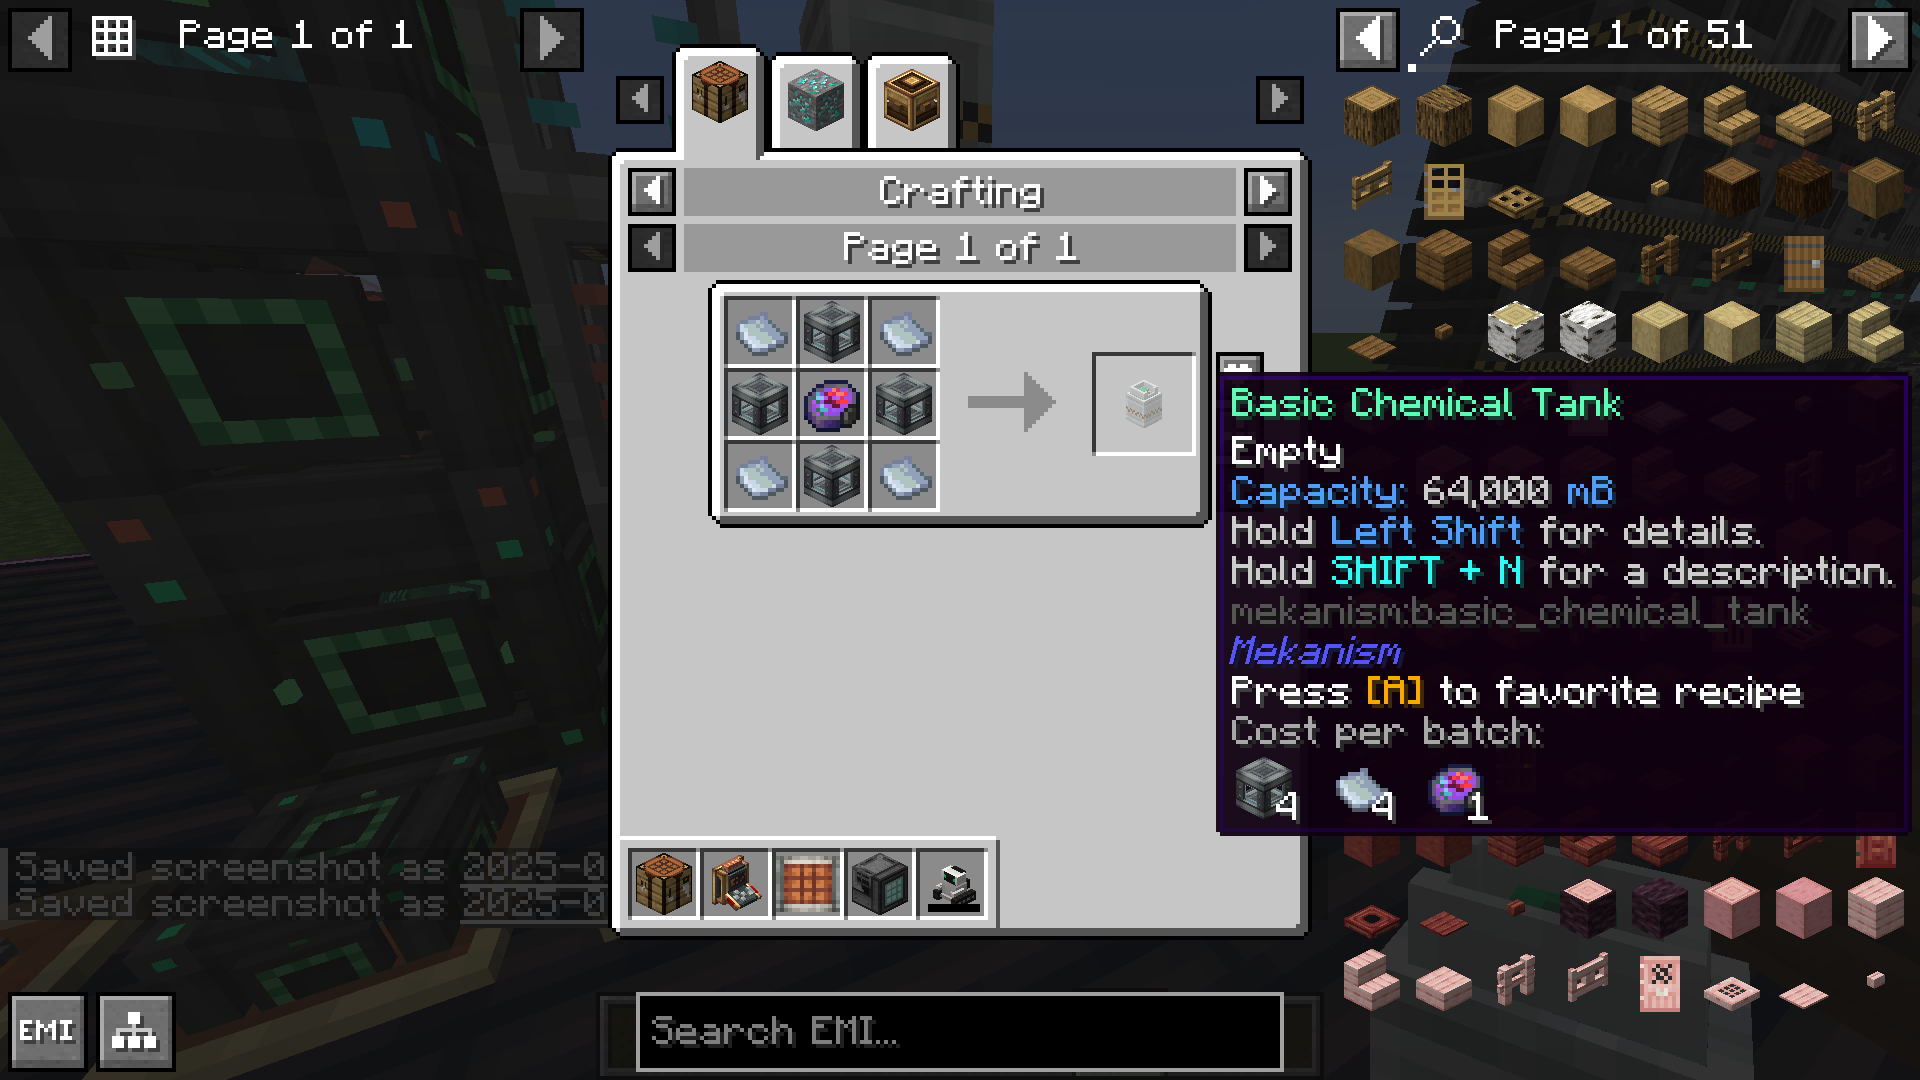 Page 1 of 1
Page 1 of 51
Crafting
Page 1 of 1
Basic Chemical Tank
Empty
Capacity: 64,000 mB
Hold Left Shift for details.
Hold SHIFT + N for a description.
mekanism:basic_chemical_tank
Mekanism
Press [A] to favorite recipe
Cost per batch:
4 4 1
Saved screenshot as 2025-0
Saved screenshot as 2025-0
EMI
Search EMI...